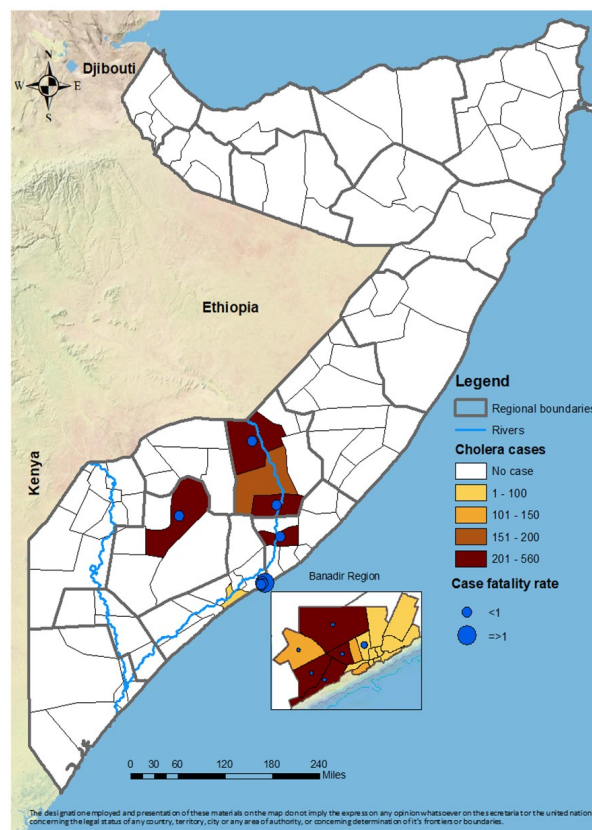 N
W E
S
Djibouti
Ethiopia
Kenya
Legend
Regional boundaries
Rivers
Cholera cases
No case
1 - 100
101 - 150
151 - 200
201 - 560
Case fatality rate
<1
=>1
Banadir Region
0 30 60 120 180 240
Miles
The designation employed and presentation of these materials on the map do not imply the express on any opinion whatsoever on the secretariat or the united nation
concerning the legal status of any country, territory, city or any area of authority, or concerning determination of it's frontiers or boundaries.